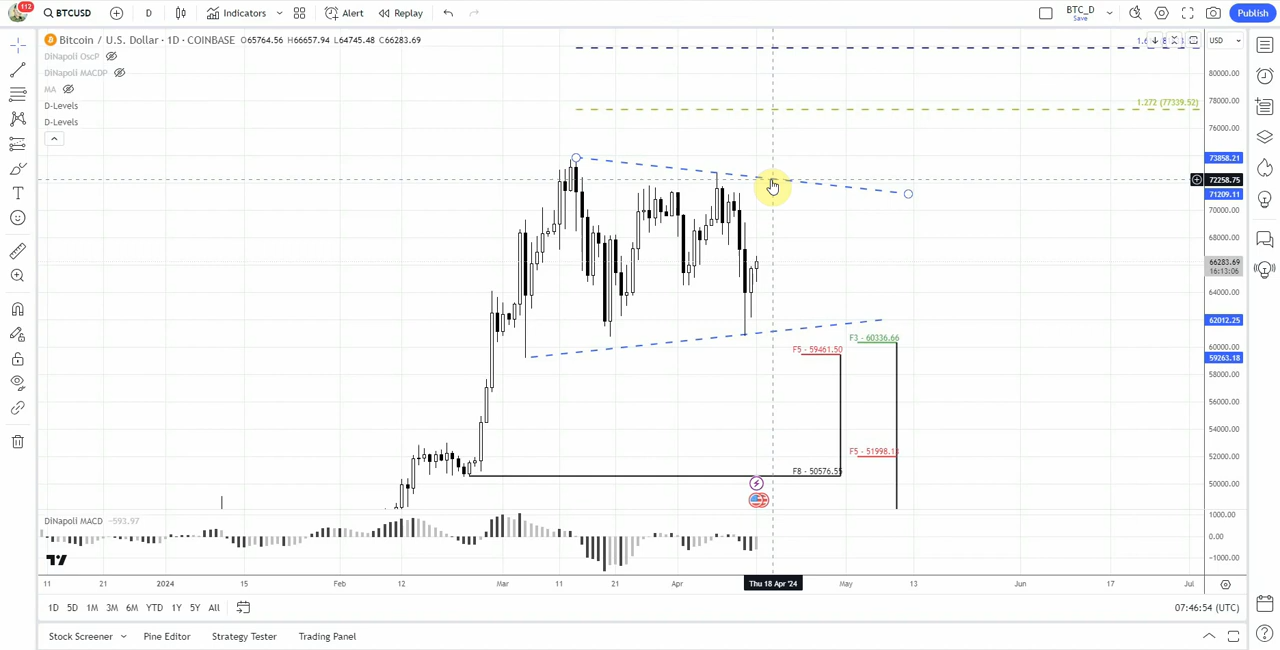 112
BTCUSD
D
Indicators
Alert
Replay
BTC_D
Save
Publish
Bitcoin / U.S. Dollar · 1D · COINBASE O65764.56 H66657.94 L64745.48 C66283.69
USD
DiNapoli OscP
DiNapoli MACDP
MA
D-Levels
D-Levels
80000.00
1.272 (77339.52)
78000.00
76000.00
73858.21
72258.75
71209.11
70000.00
68000.00
66283.69
16:13:06
64000.00
62012.25
60000.00
59263.18
58000.00
56000.00
54000.00
52000.00
50000.00
F3 - 60336.66
F5 - 59461.50
F5 - 51998.13
F8 - 50576.55
DiNapoli MACD −593.97
1000.00
0.00
−1000.00
11 21 2024 15 Feb 12 Mar 11 21 Apr Thu 18 Apr '24 May 13 Jun 17 Jul
1D 5D 1M 3M 6M YTD 1Y 5Y All
07:46:54 (UTC)
Stock Screener Pine Editor Strategy Tester Trading Panel